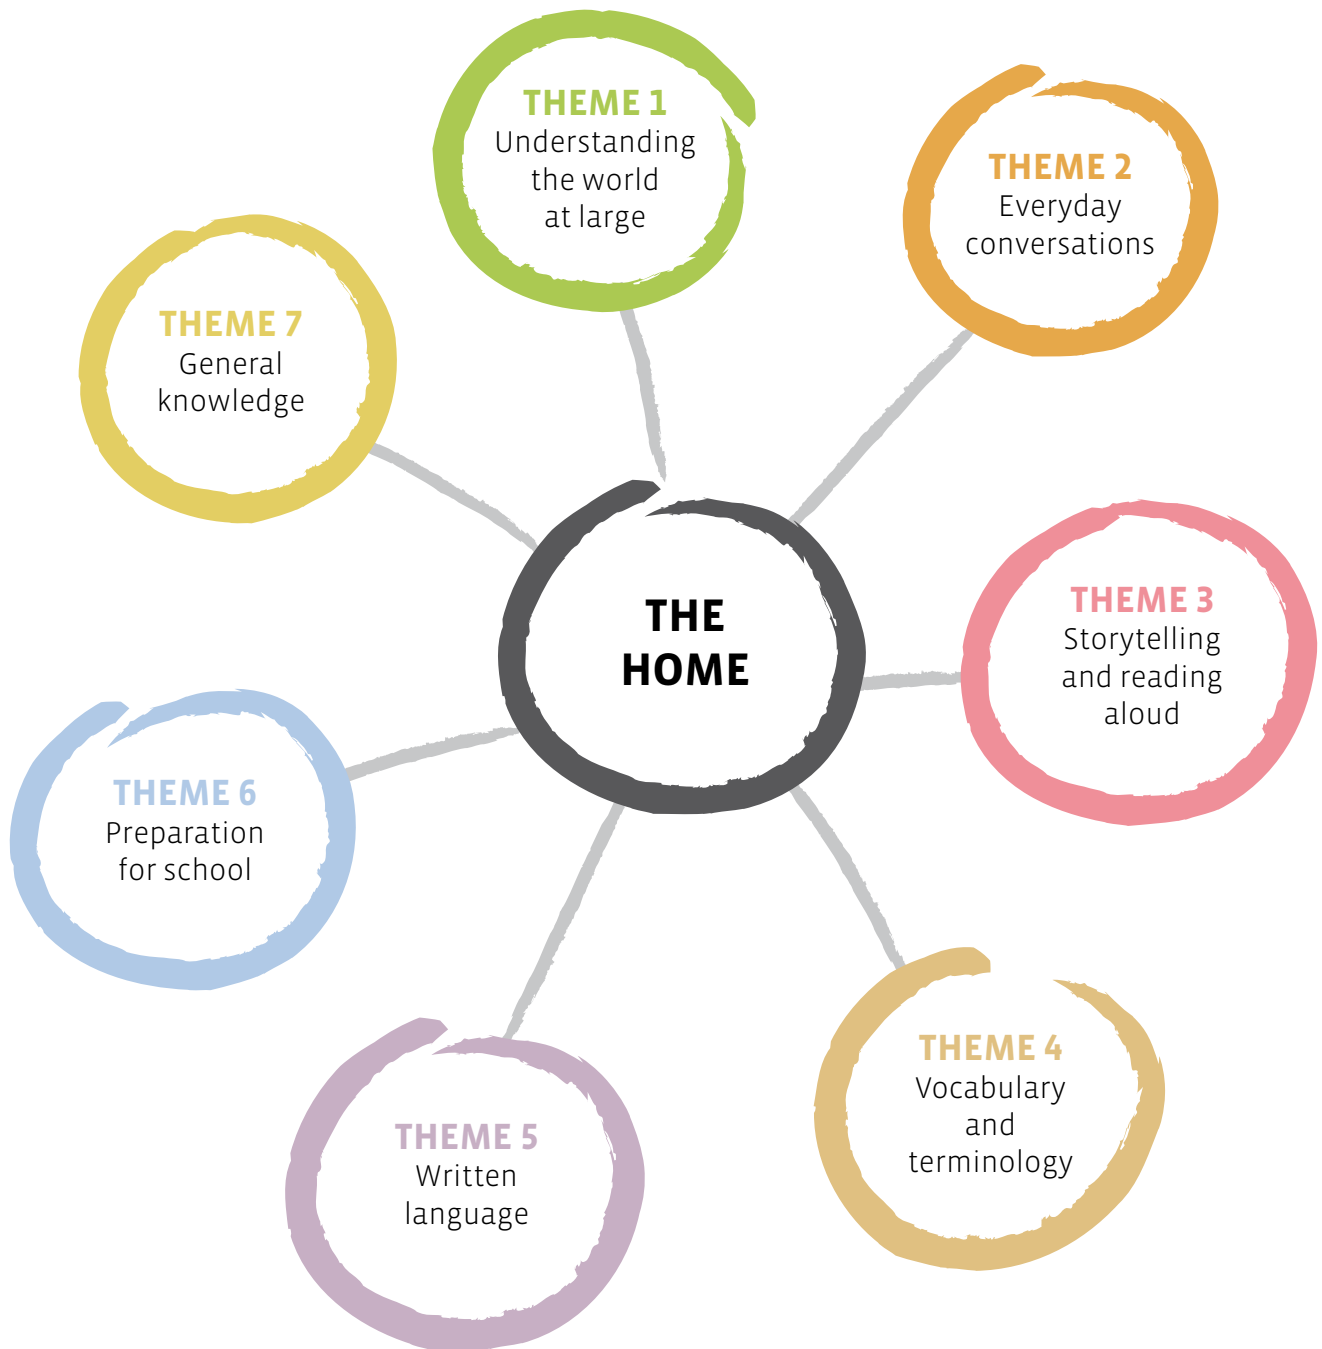 THEME 1
Understanding
the world
at large
THEME 2
Everyday
conversations
THEME 7
General
knowledge
THE
HOME
THEME 3
Storytelling
and reading
aloud
THEME 6
Preparation
for school
THEME 4
Vocabulary
and
terminology
THEME 5
Written
language